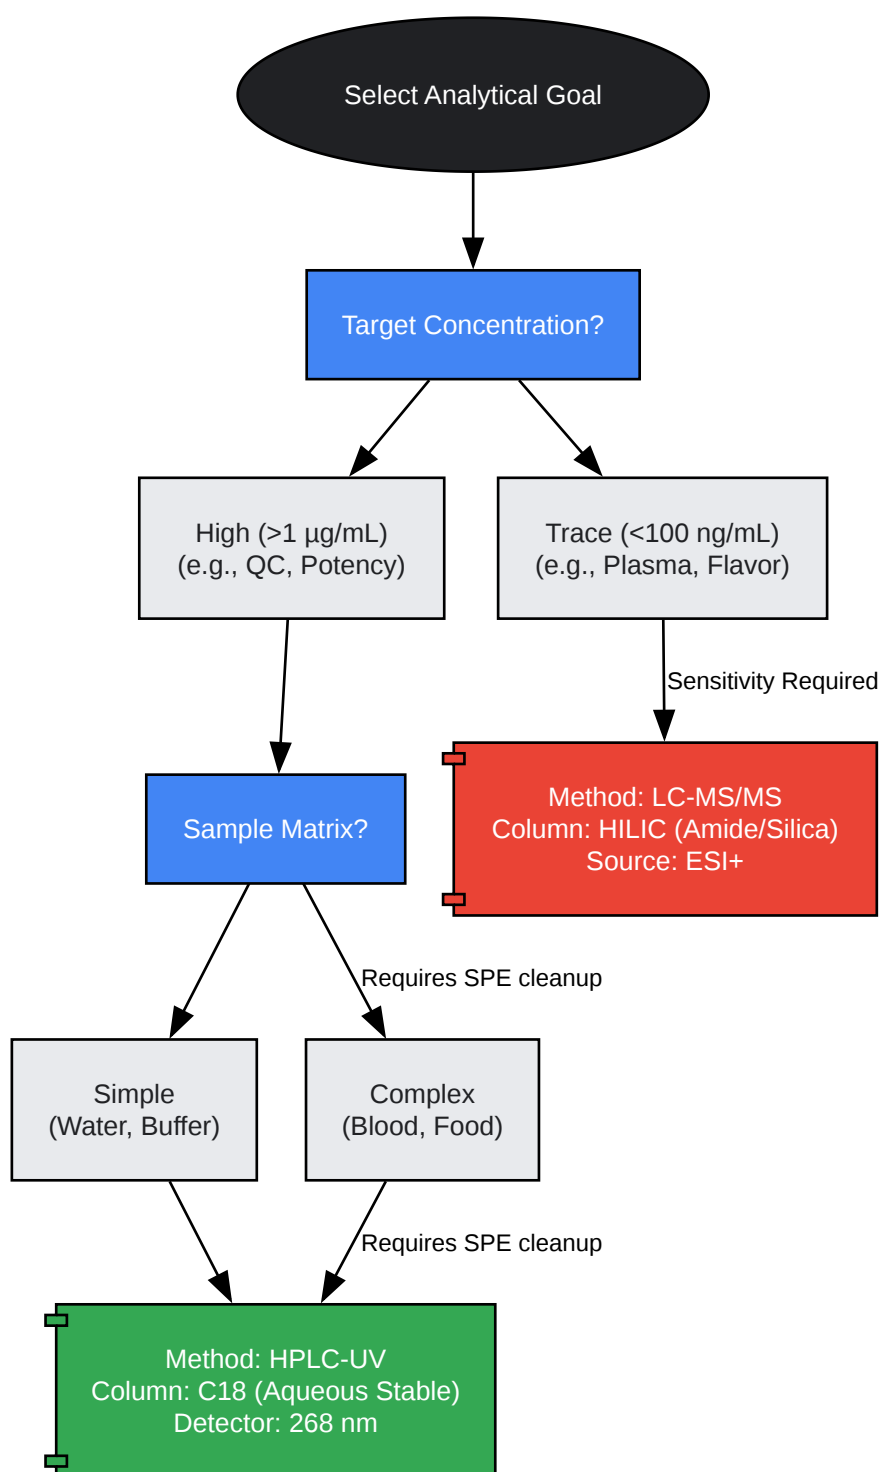 Select Analytical Goal
Target Concentration?
High (>1 µg/mL)
(e.g., QC, Potency)
Trace (<100 ng/mL)
(e.g., Plasma, Flavor)
Sensitivity Required
Method: LC-MS/MS
Column: HILIC (Amide/Silica)
Source: ESI+
Sample Matrix?
Requires SPE cleanup
Simple
(Water, Buffer)
Complex
(Blood, Food)
Requires SPE cleanup
Method: HPLC-UV
Column: C18 (Aqueous Stable)
Detector: 268 nm